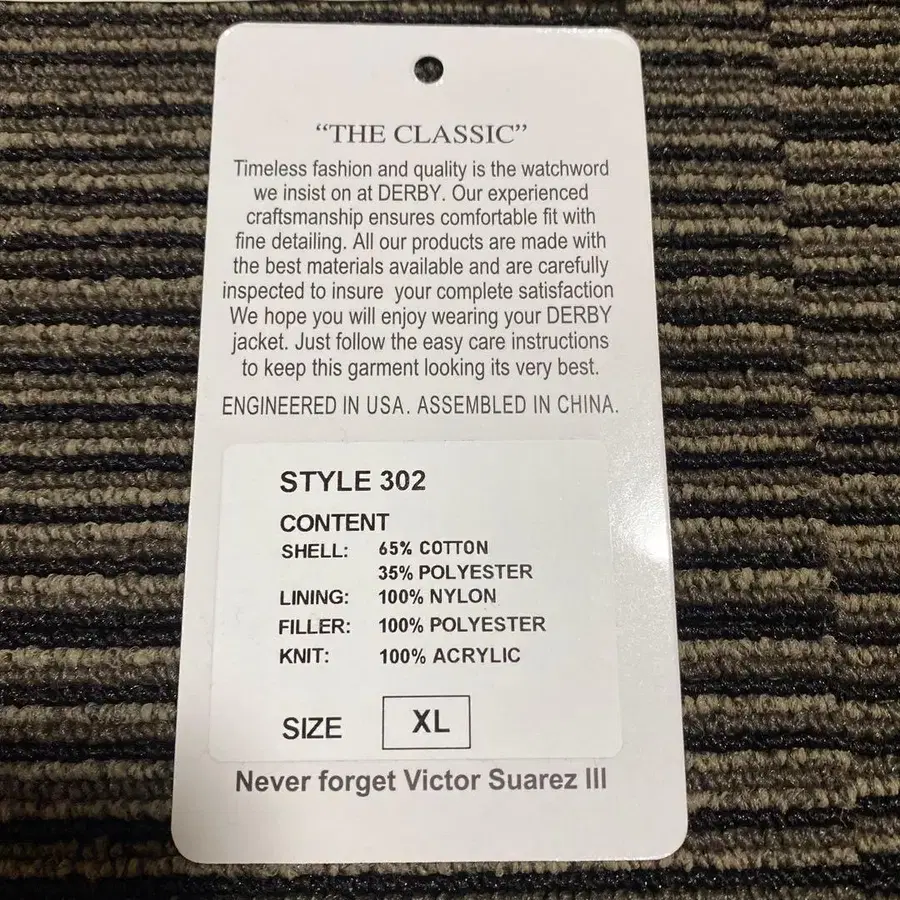 “THE CLASSIC”
Timeless fashion and quality is the watchword
we insist on at DERBY. Our experienced
craftsmanship ensures comfortable fit with
fine detailing. All our products are made with
the best materials available and are carefully
inspected to insure your complete satisfaction
We hope you will enjoy wearing your DERBY
jacket. Just follow the easy care instructions
to keep this garment looking its very best.
ENGINEERED IN USA. ASSEMBLED IN CHINA.
STYLE 302
CONTENT
SHELL: 65% COTTON
35% POLYESTER
LINING: 100% NYLON
FILLER: 100% POLYESTER
KNIT: 100% ACRYLIC
SIZE XL
Never forget Victor Suarez III